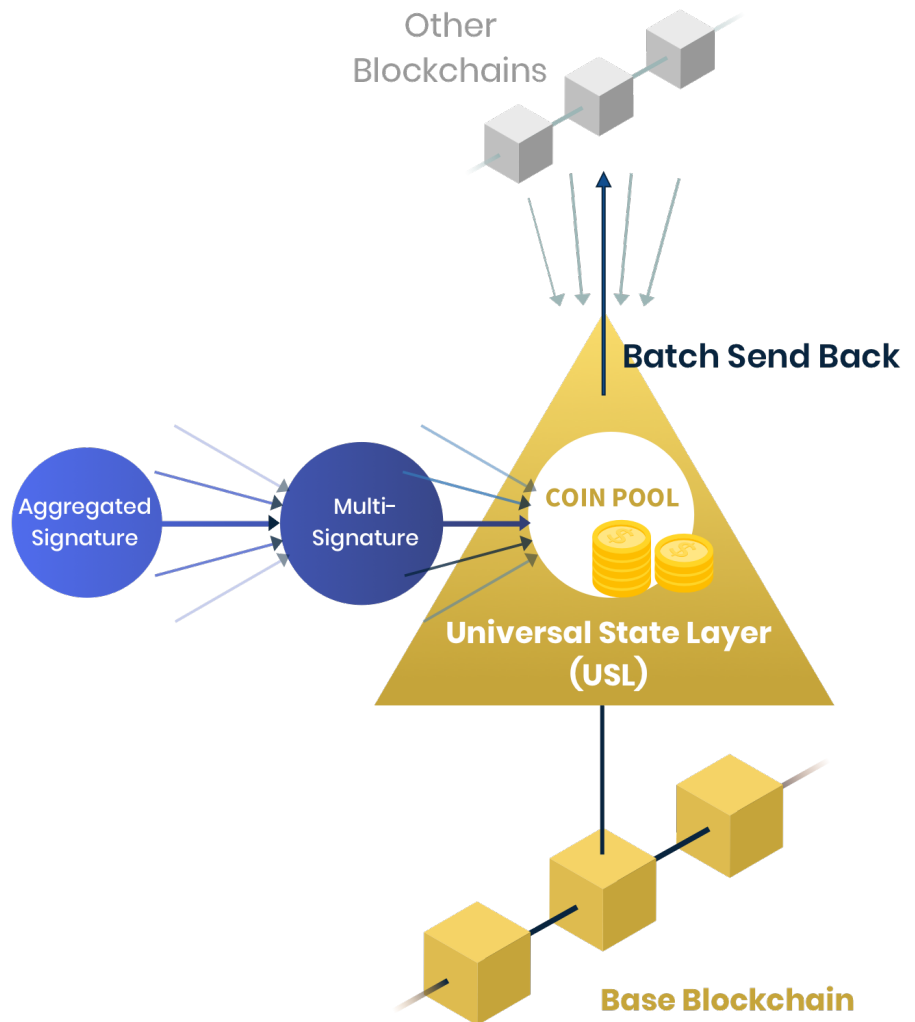 Other
Blockchains
Batch Send Back
Aggregated
Signature
Multi-
Signature
COIN POOL
Universal State Layer
(USL)
Base Blockchain